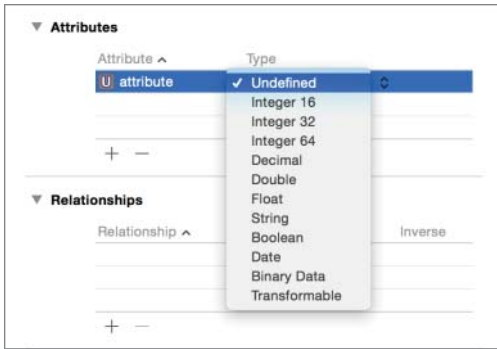 Attributes
Attribute Type
U attribute ✓ Undefined
Integer 16
Integer 32
Integer 64
Decimal
Double
Float
String
Boolean
Date
Binary Data
Transformable
+ −
Relationships
Relationship Inverse
+ −